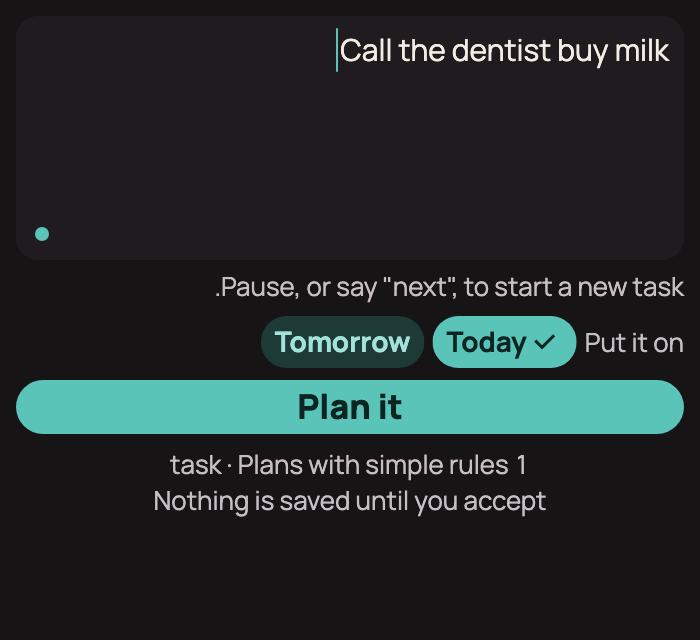 Call the dentist buy milk
.Pause, or say "next", to start a new task
Put it on Today Tomorrow
Plan it
task · Plans with simple rules 1
Nothing is saved until you accept